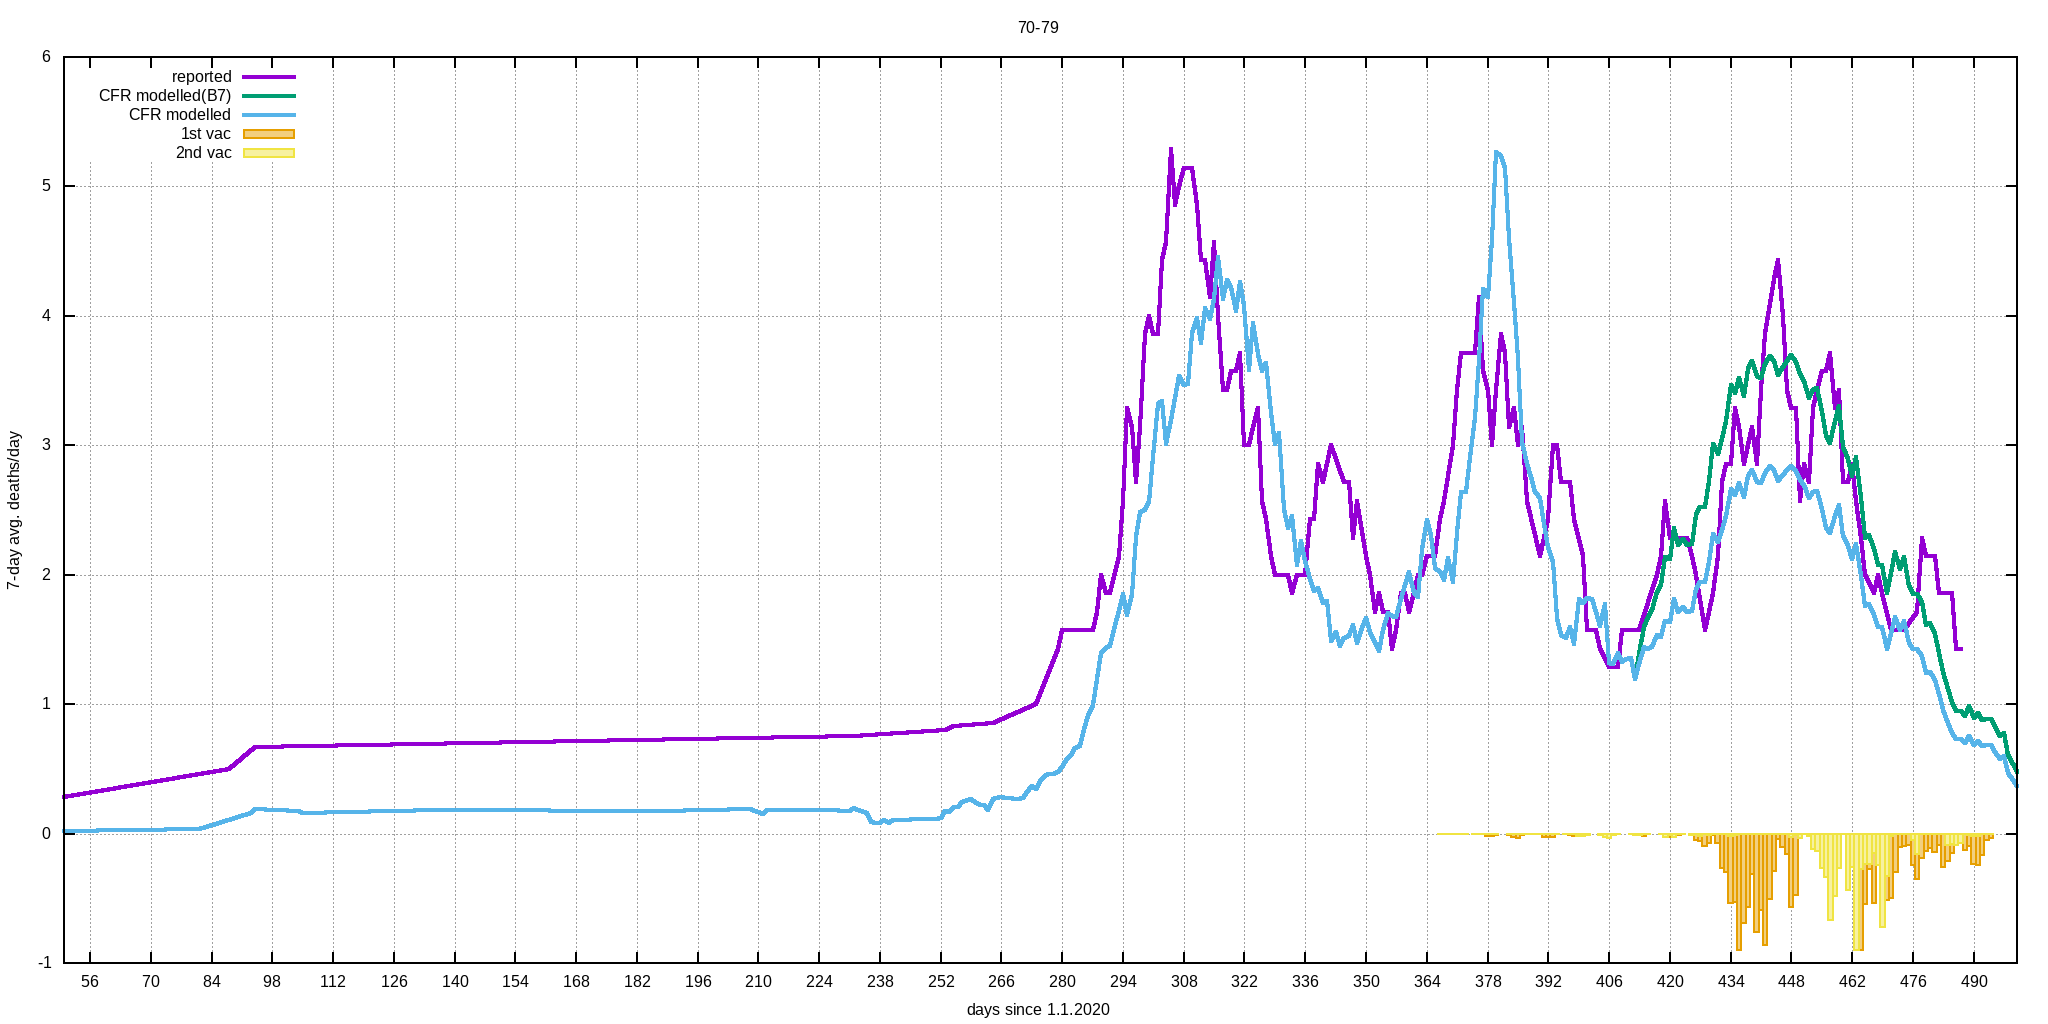 70-79
reported
CFR modelled(B7)
CFR modelled
1st vac
2nd vac
7-day avg. deaths/day
6
5
4
3
2
1
0
-1
56 70 84 98 112 126 140 154 168 182 196 210 224 238 252 266 280 294 308 322 336 350 364 378 392 406 420 434 448 462 476 490
days since 1.1.2020